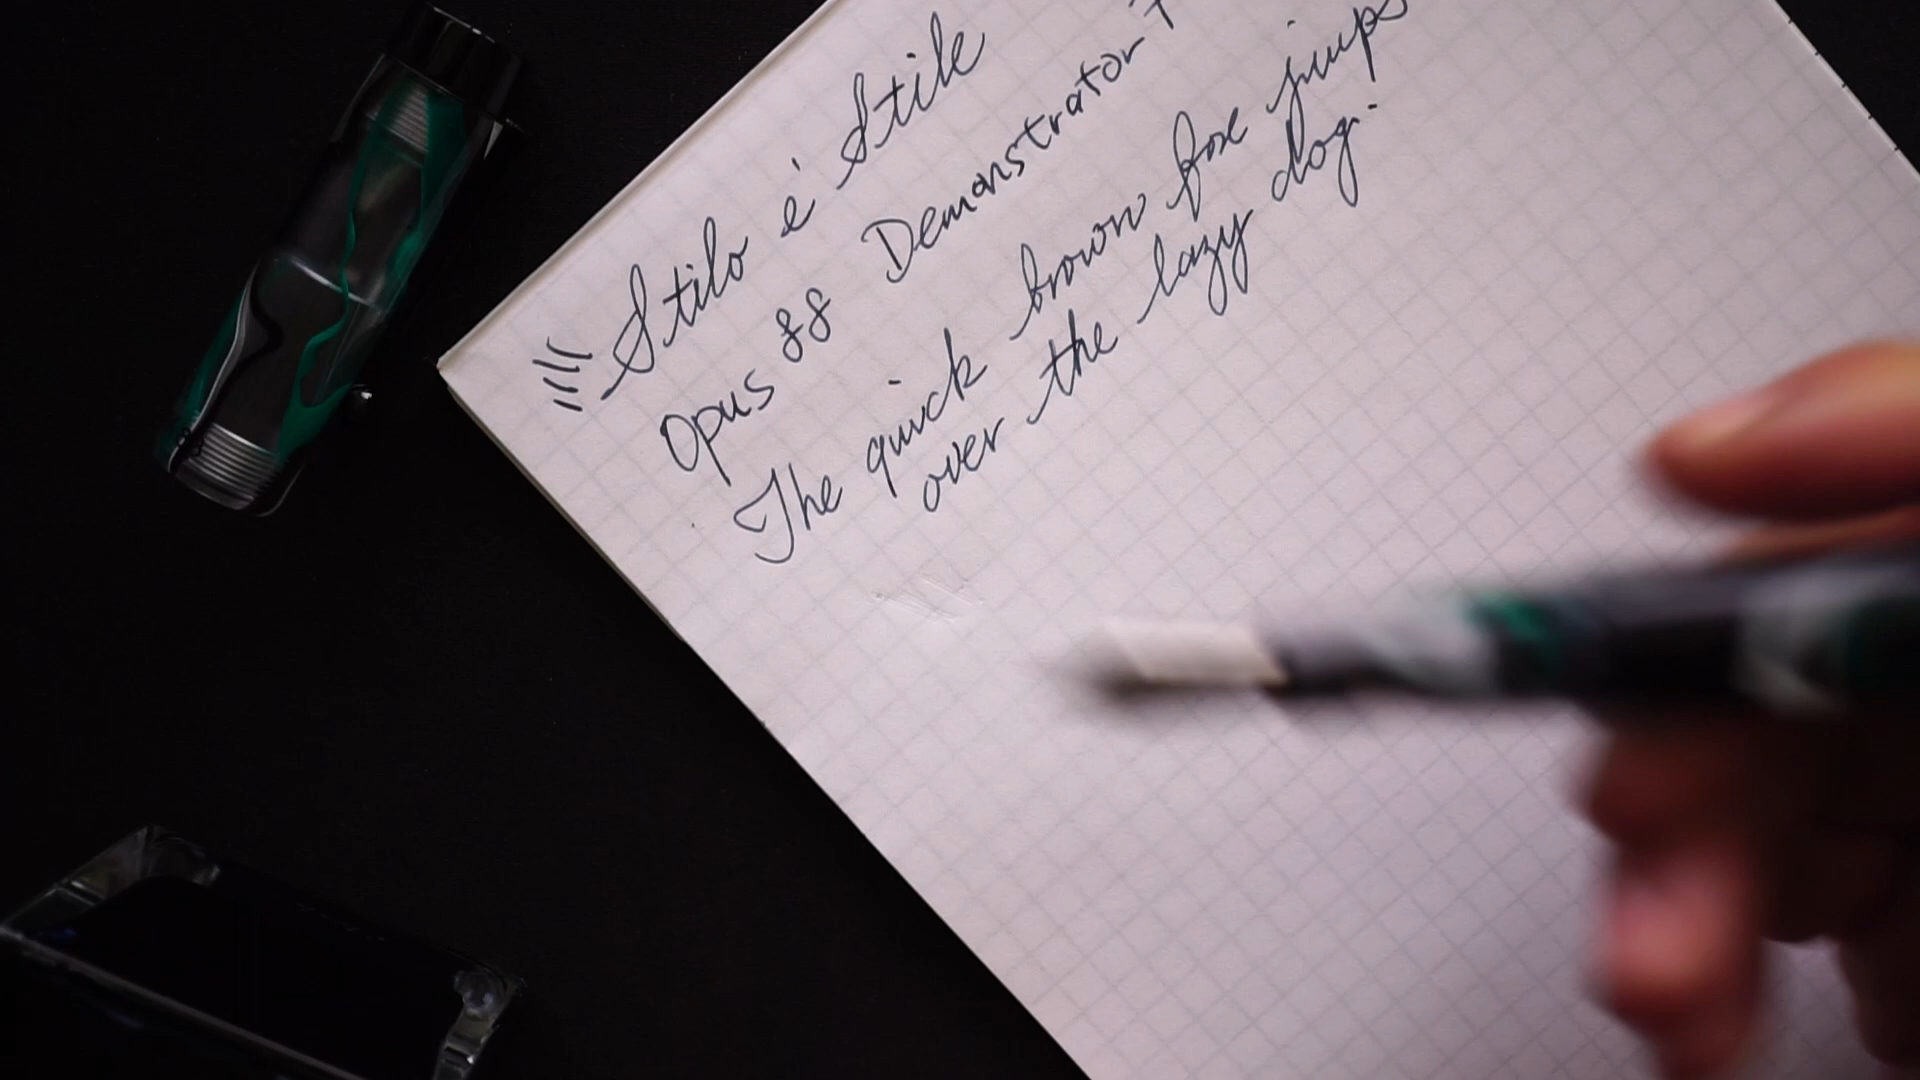 Stilo è Stile
Opus 88 Demonstrator
The quick brown fox jumps
over the lazy dog.